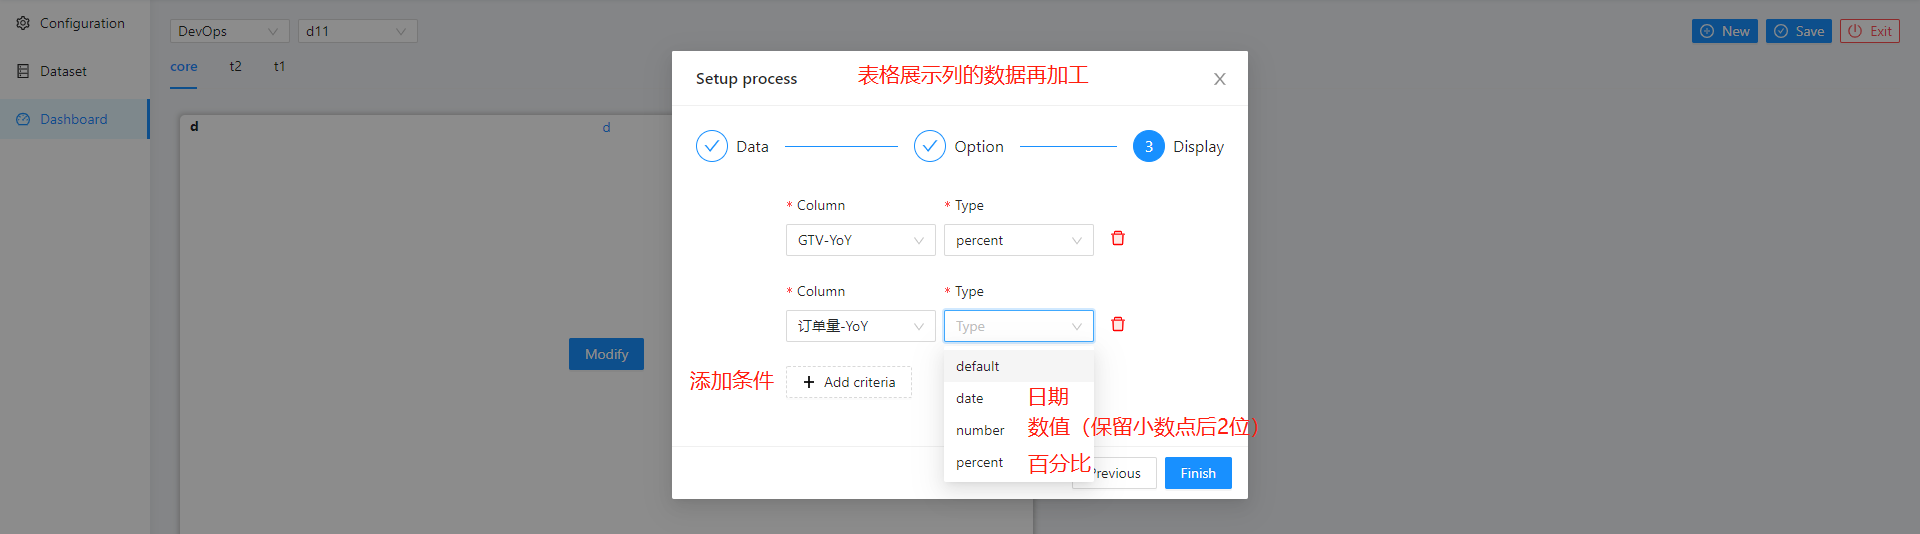 Configuration
DevOps
d11
New
Save
Exit
core
t2
t1
Dataset
Dashboard
d
d
Modify
Setup process
表格展示列的数据再加工
Data
Option
3
Display
* Column
* Type
GTV-YoY
percent
* Column
* Type
订单量-YoY
Type
添加条件
Add criteria
default
date
日期
number
数值（保留小数点后2位）
percent
百分比
Previous
Finish